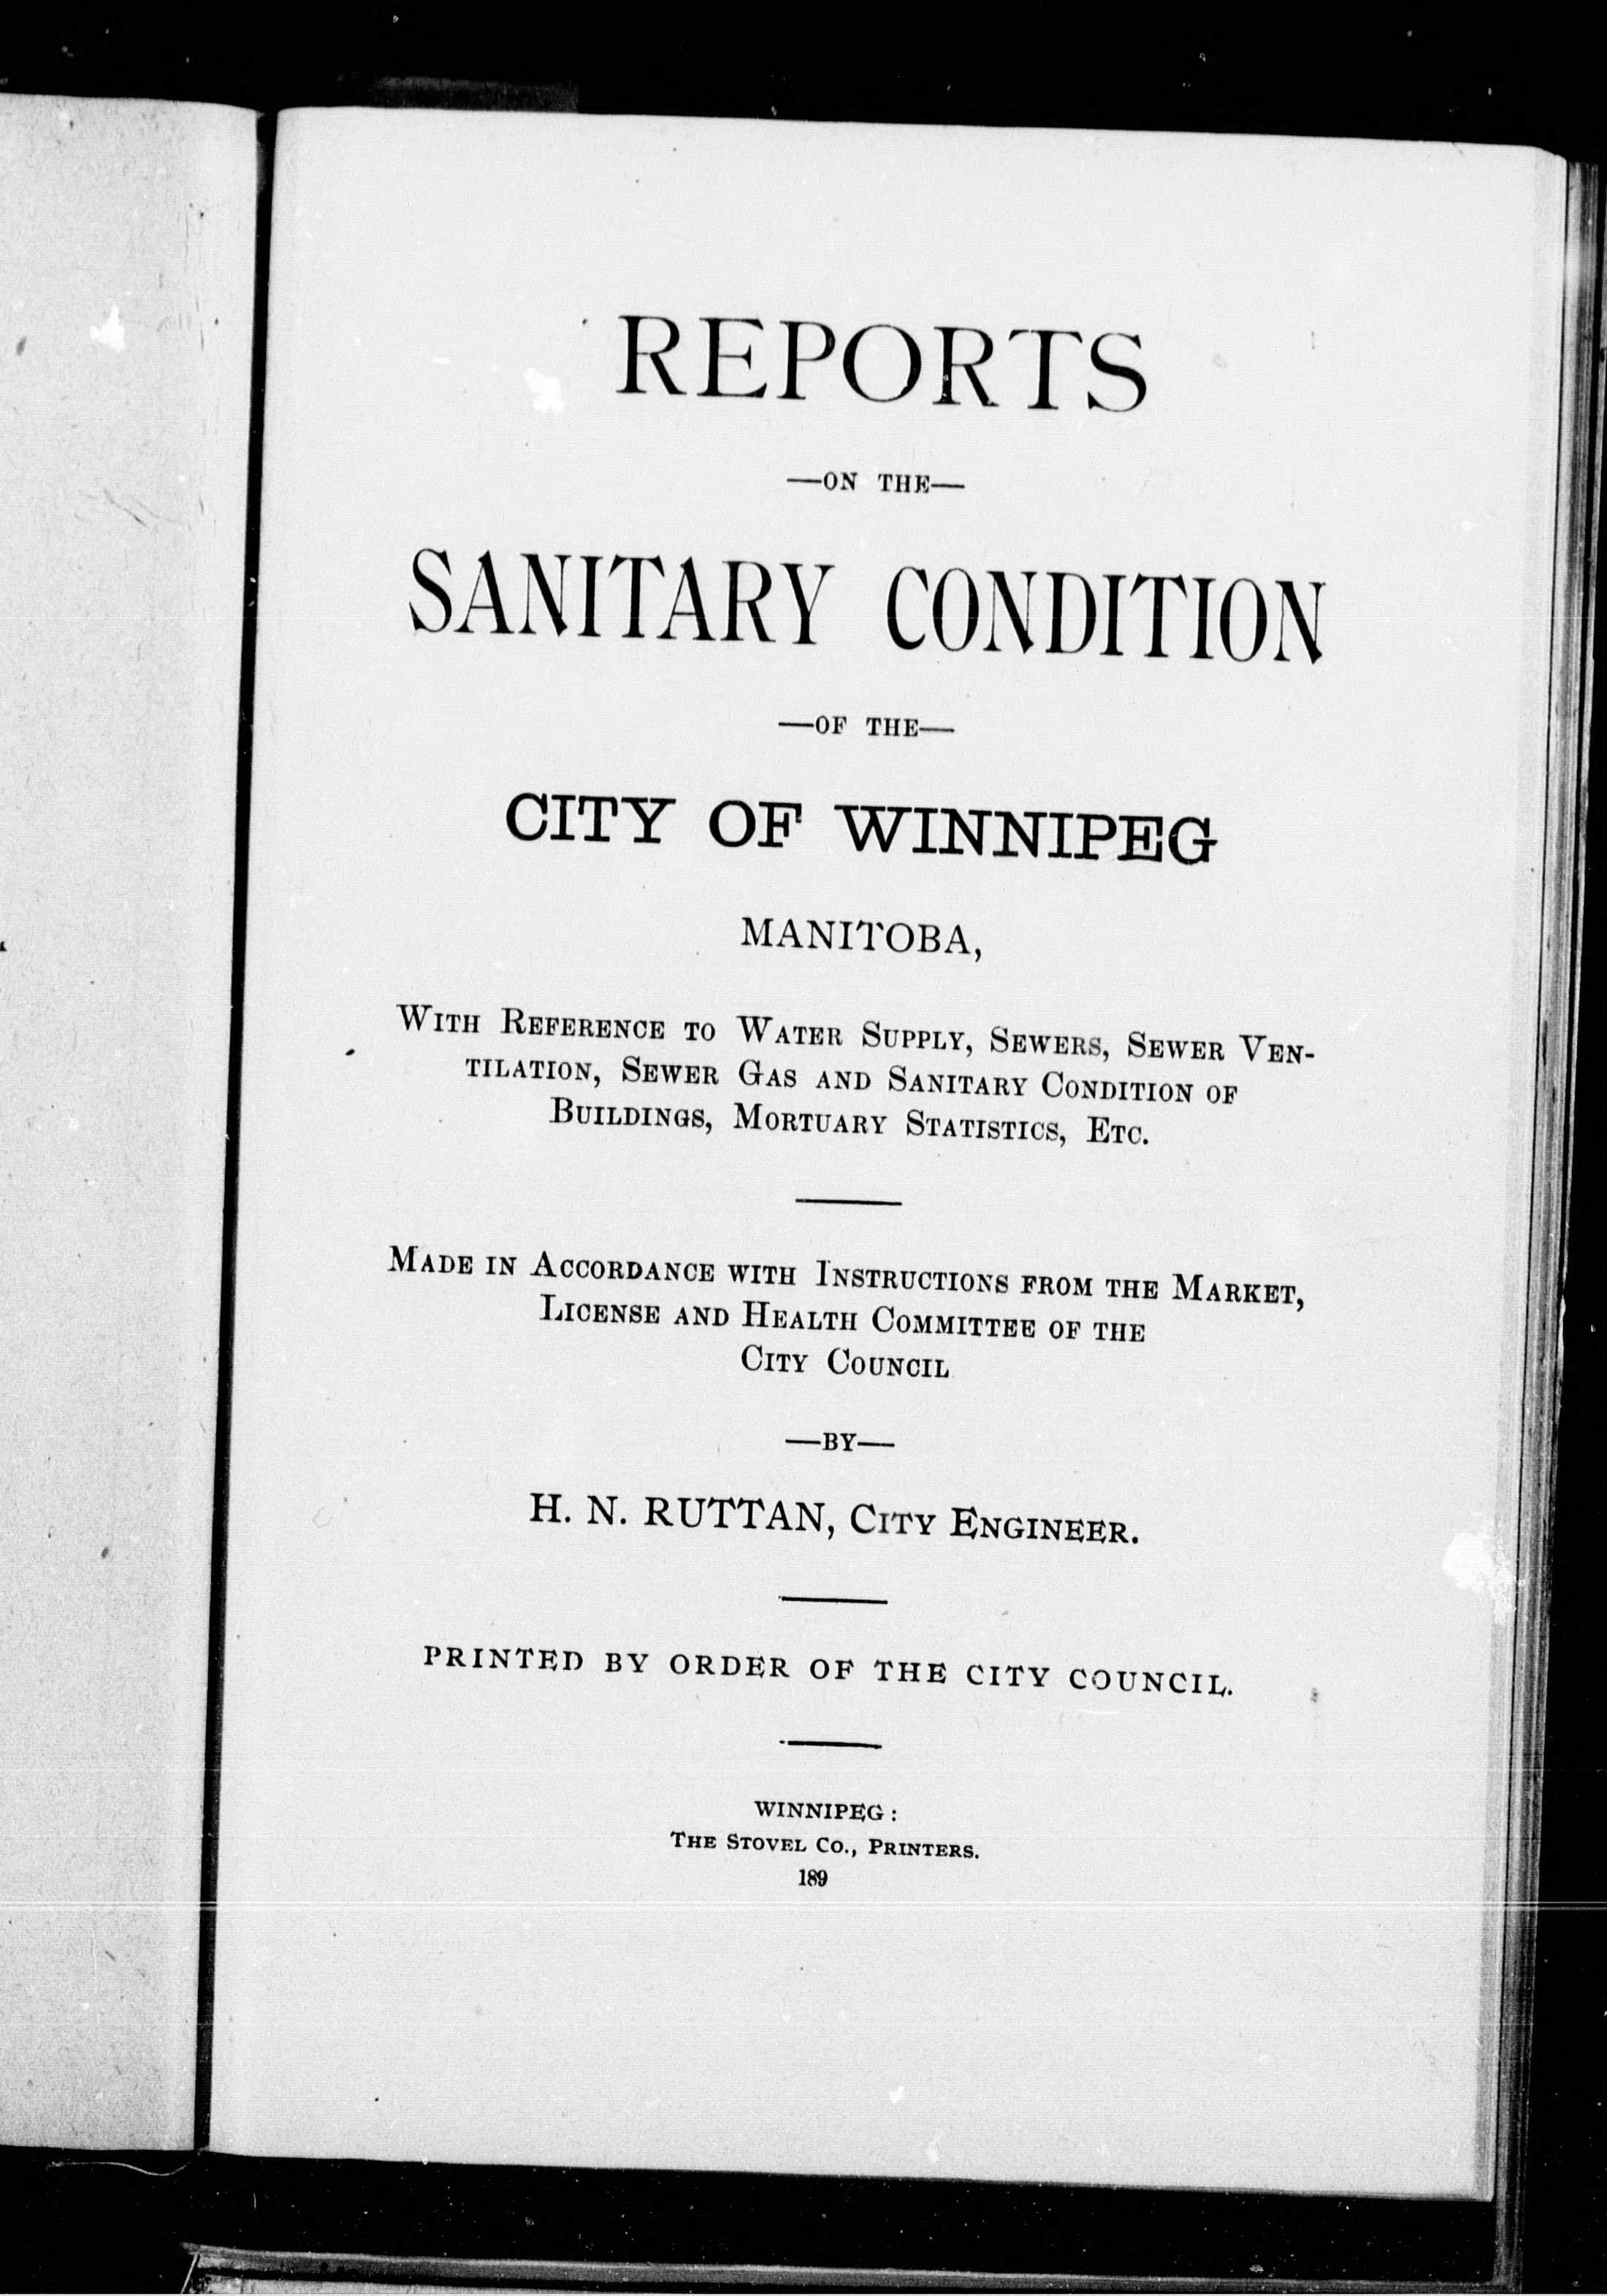 REPORTS
—ON THE—
SANITARY CONDITION
—OF THE—
CITY OF WINNIPEG
MANITOBA,
WITH REFERENCE TO WATER SUPPLY, SEWERS, SEWER VEN-
TILATION, SEWER GAS AND SANITARY CONDITION OF
BUILDINGS, MORTUARY STATISTICS, ETC.
MADE IN ACCORDANCE WITH INSTRUCTIONS FROM THE MARKET,
LICENSE AND HEALTH COMMITTEE OF THE
CITY COUNCIL
—BY—
H. N. RUTTAN, CITY ENGINEER.
PRINTED BY ORDER OF THE CITY COUNCIL.
WINNIPEG:
THE STOVEL CO., PRINTERS.
189